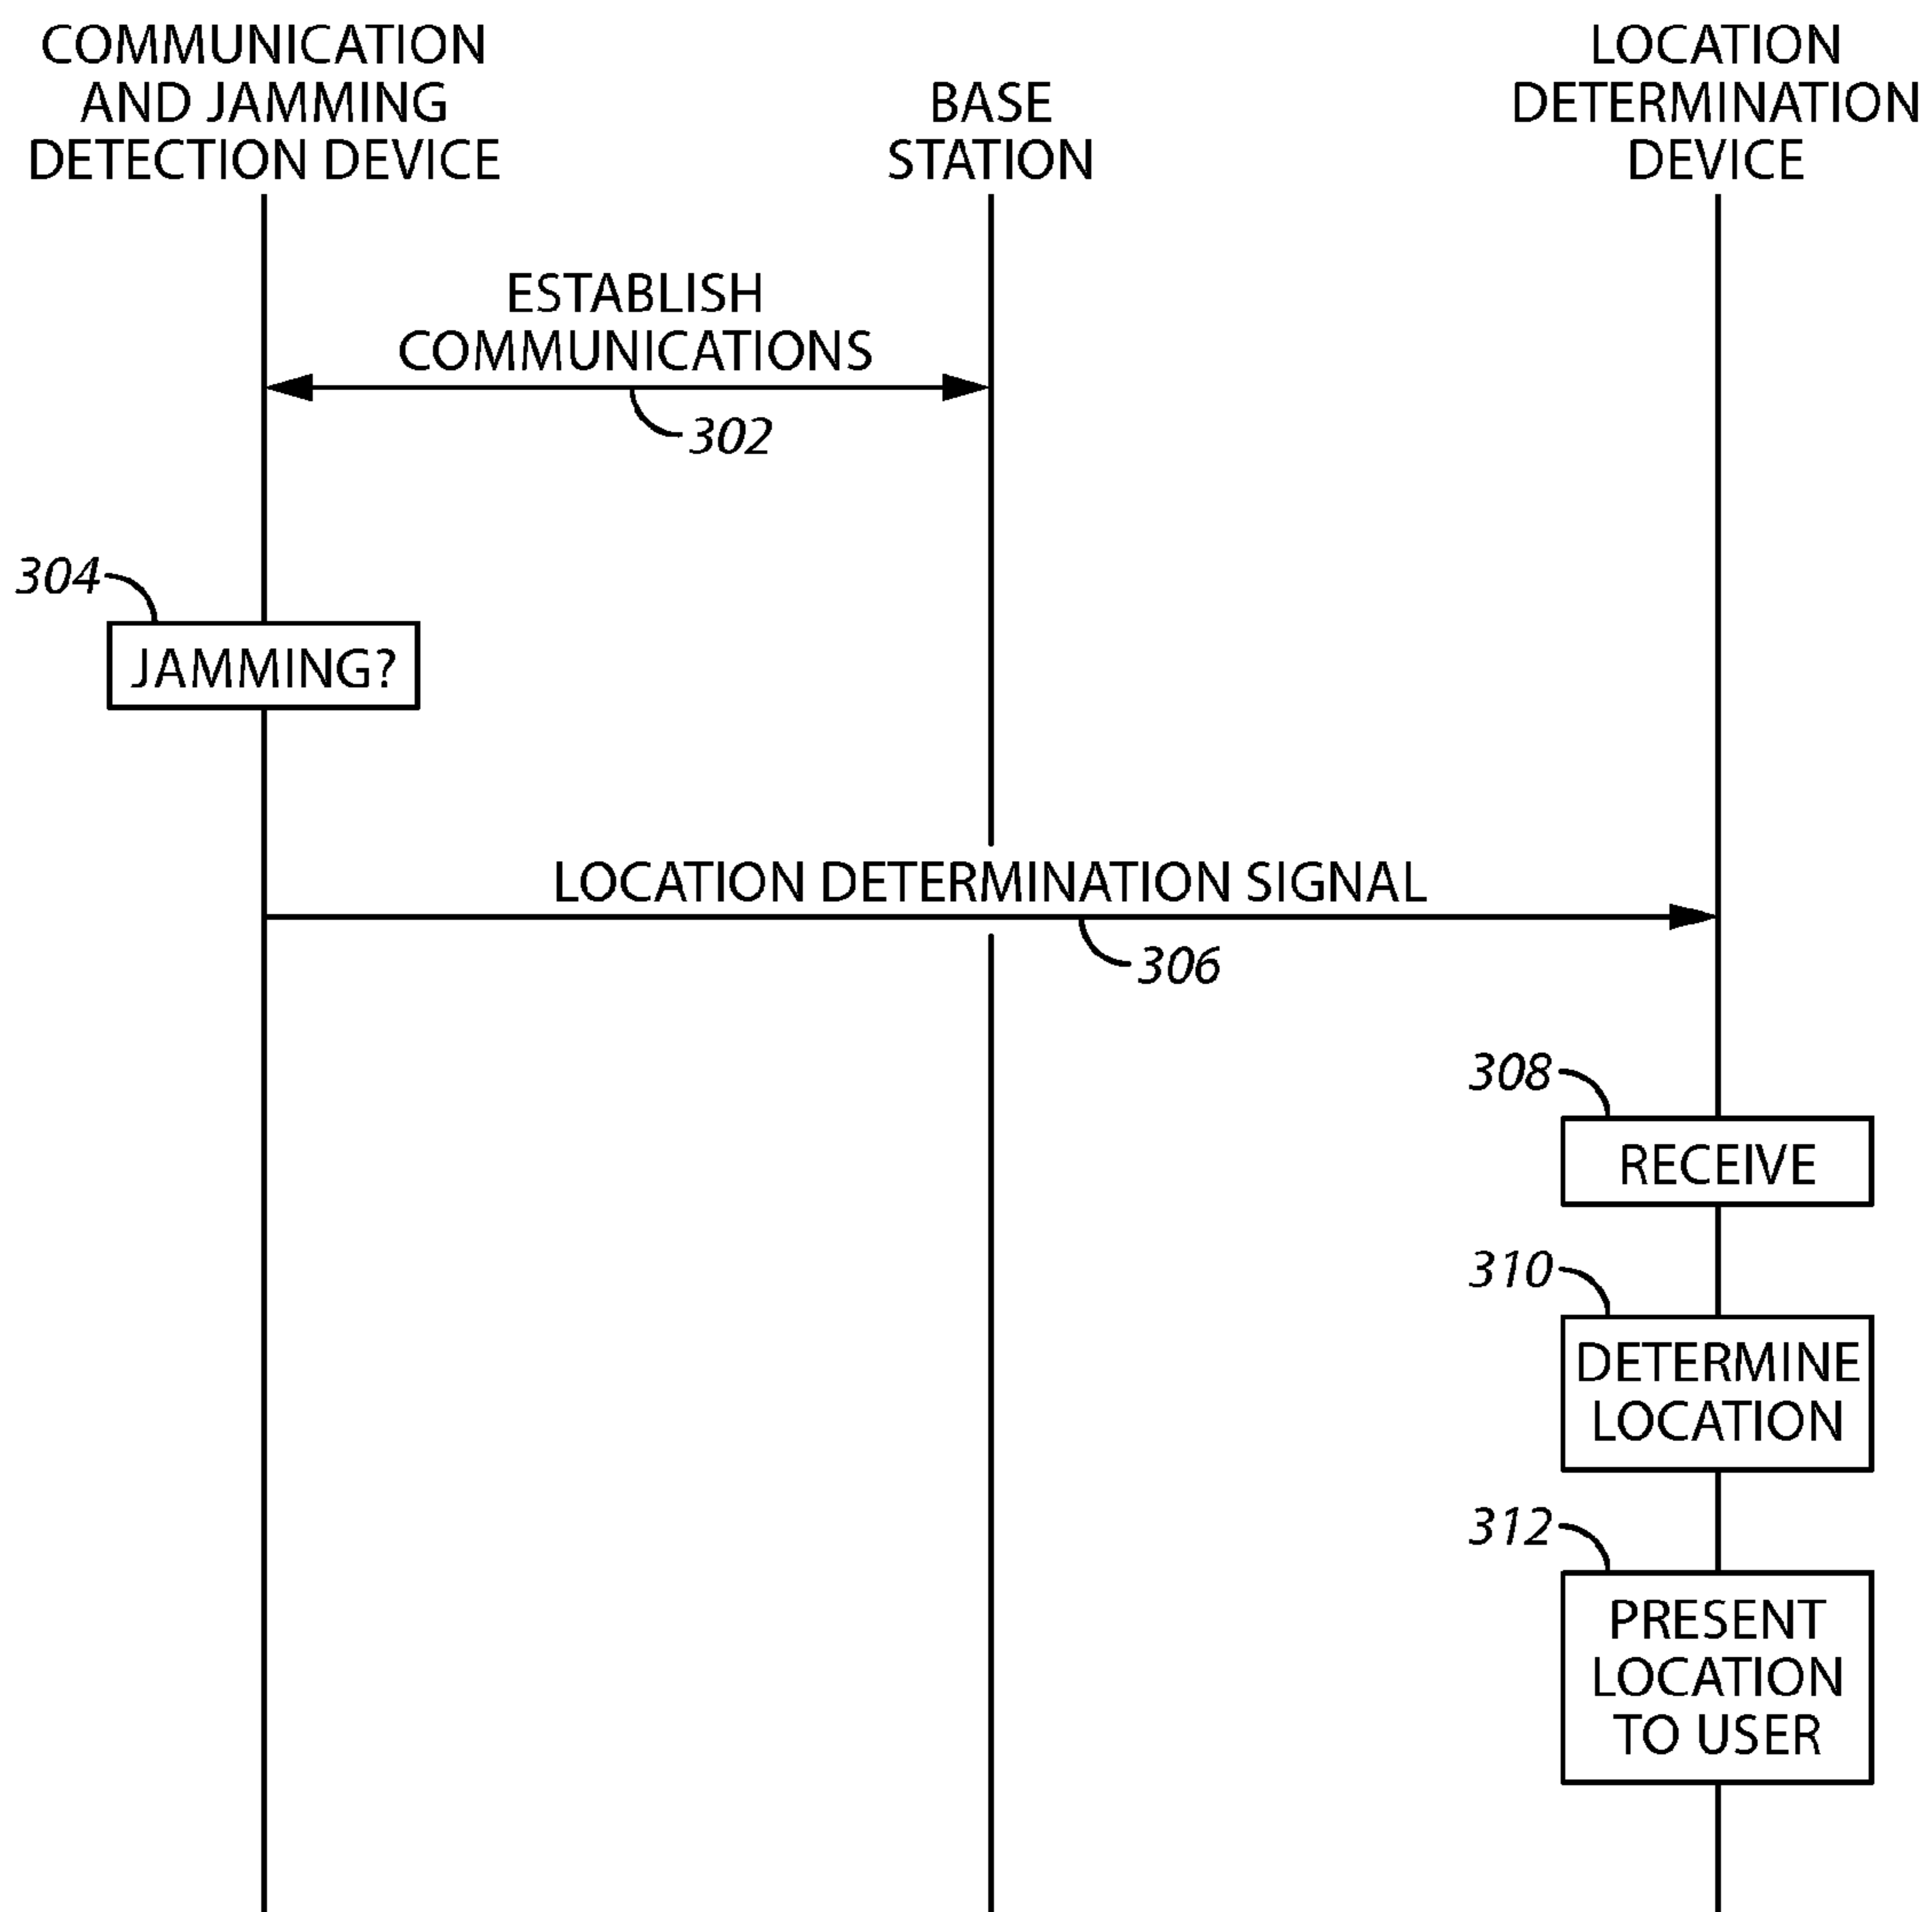 COMMUNICATION
AND JAMMING
DETECTION DEVICE
BASE
STATION
LOCATION
DETERMINATION
DEVICE
ESTABLISH
COMMUNICATIONS
302
304
JAMMING?
LOCATION DETERMINATION SIGNAL
306
308
RECEIVE
310
DETERMINE
LOCATION
312
PRESENT
LOCATION
TO USER